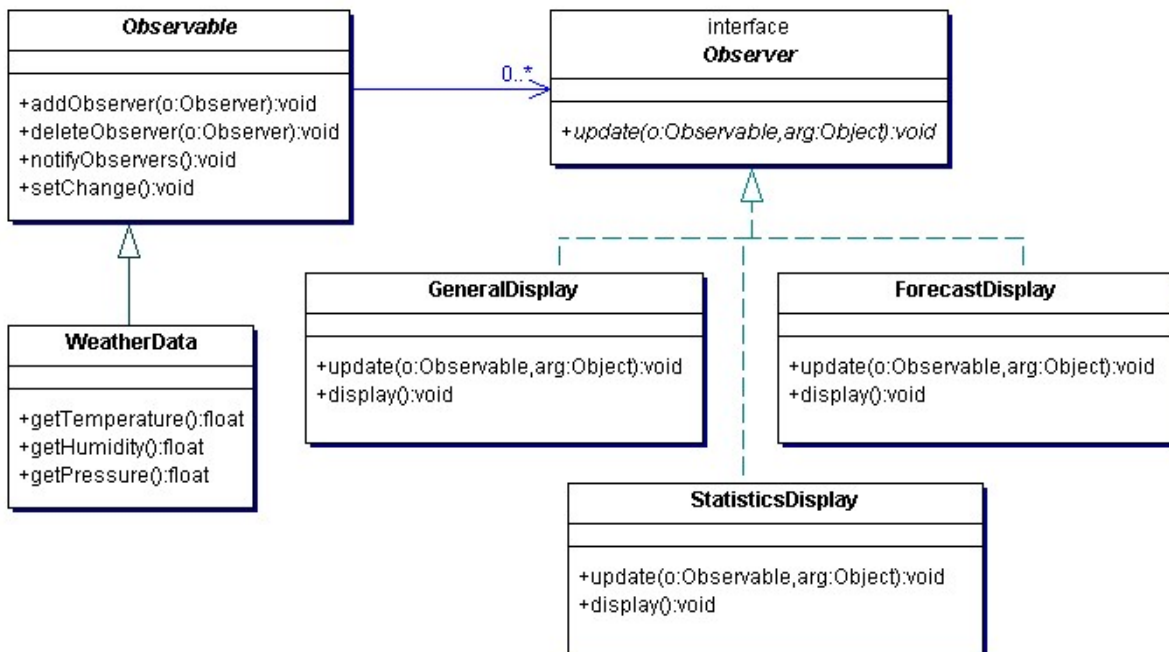 Observable
+addObserver(o:Observer):void
+deleteObserver(o:Observer):void
+notifyObservers():void
+setChange():void
0..*
interface
Observer
+update(o:Observable,arg:Object):void
WeatherData
+getTemperature():float
+getHumidity():float
+getPressure():float
GeneralDisplay
+update(o:Observable,arg:Object):void
+display():void
ForecastDisplay
+update(o:Observable,arg:Object):void
+display():void
StatisticsDisplay
+update(o:Observable,arg:Object):void
+display():void